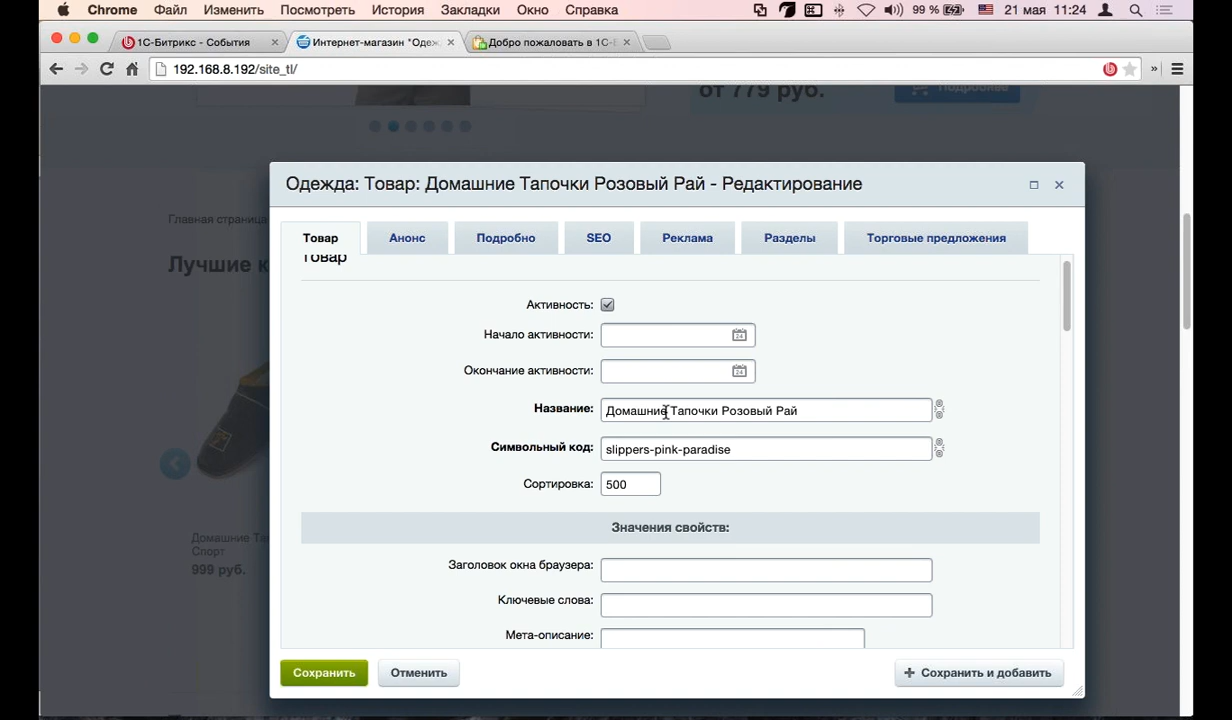 Chrome Файл Изменить Посмотреть История Закладки Окно Справка 99 % 21 мая 11:24
1С-Битрикс - События × Интернет-магазин "Одеж × Добро пожаловать в 1С-Б ×
192.168.8.192/site_tl/ »
от 779 руб. Подробнее
Одежда: Товар: Домашние Тапочки Розовый Рай - Редактирование
Главная страница
Товар Анонс Подробно SEO Реклама Разделы Торговые предложения
Товар
Лучшие
Активность:
Начало активности: 24
Окончание активности: 24
Название: Домашние Тапочки Розовый Рай
Символьный код: slippers-pink-paradise
Сортировка: 500
Значения свойств:
Домашние
Спорт
999 руб.
Заголовок окна браузера:
Ключевые слова:
Мета-описание:
Сохранить Отменить + Сохранить и добавить